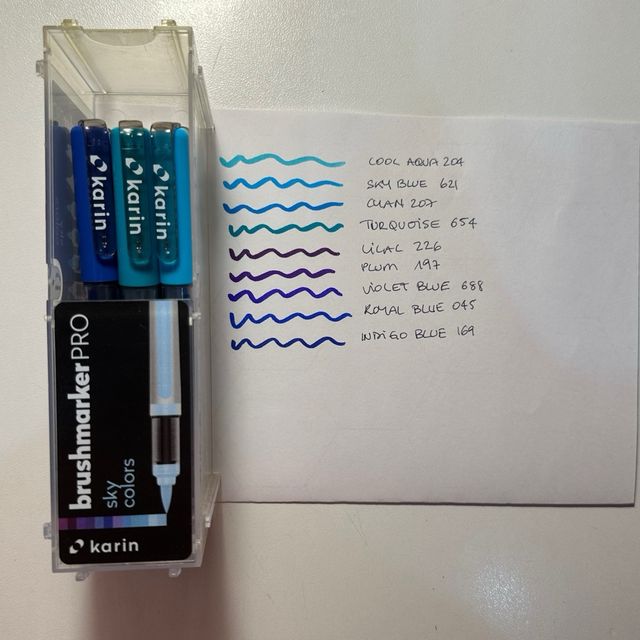 karin
karin
karin
brushmarkerPRO
sky
colors
karin
COOL AQUA 204
SKY BLUE 621
CYAN 207
TURQUOISE 654
LILAC 226
PLUM 197
VIOLET BLUE 688
ROYAL BLUE 045
INDIGO BLUE 169